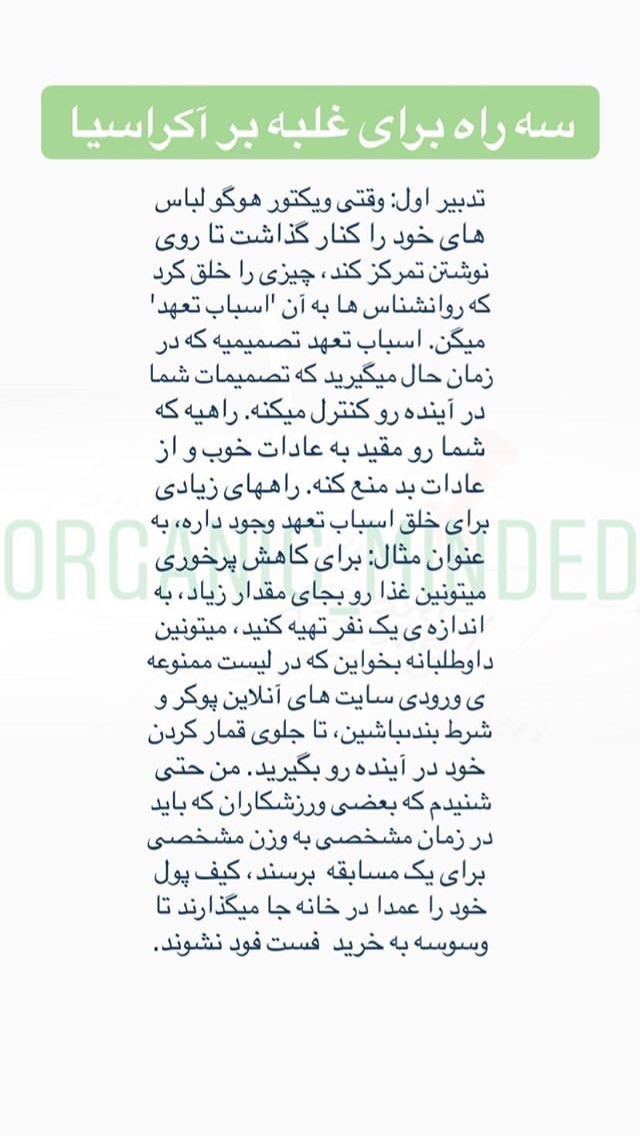 سه راه برای غلبه بر آکراسیا
تدبیر اول: وقتی ویکتور هوگو لباس
های خود را کنار گذاشت تا روی
نوشتن تمرکز کند، چیزی را خلق کرد
که روانشناس ها به آن 'اسباب تعهد'
میگن. اسباب تعهد تصمیمیه که در
زمان حال میگیرید که تصمیمات شما
در آینده رو کنترل میکنه. راهیه که
شما رو مقید به عادات خوب و از
عادات بد منع کنه. راههای زیادی
برای خلق اسباب تعهد وجود داره، به
عنوان مثال: برای کاهش پرخوری
میتونین غذا رو بجای مقدار زیاد، به
اندازه ی یک نفر تهیه کنید، میتونین
داوطلبانه بخواین که در لیست ممنوعه
ی ورودی سایت های آنلاین پوکر و
شرط بندباشین، تا جلوی قمار کردن
خود در آینده رو بگیرید. من حتی
شنیدم که بعضی ورزشکاران که باید
در زمان مشخصی به وزن مشخصی
برای یک مسابقه برسند، کیف پول
خود را عمدا در خانه جا میگذارند تا
وسوسه به خرید فست فود نشوند.
ORGANIC_MINDED